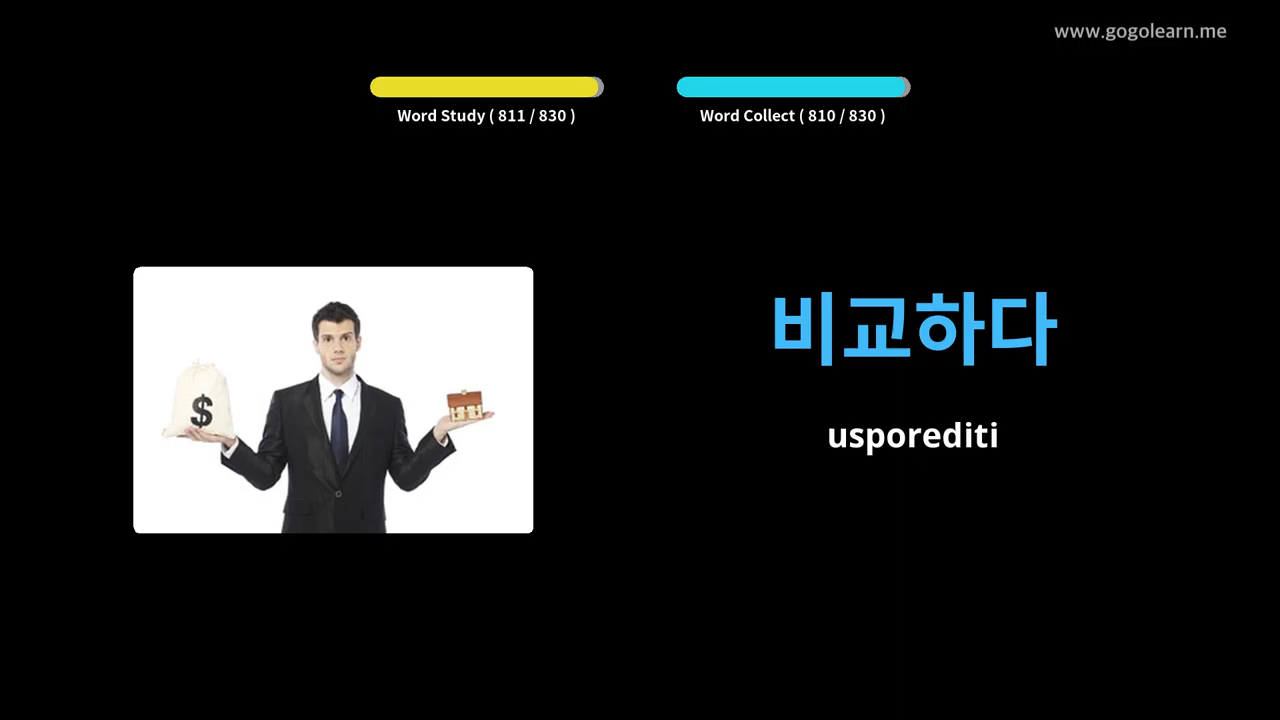 www.gogolearn.me
Word Study ( 811 / 830 )
Word Collect ( 810 / 830 )
$
비교하다
usporediti